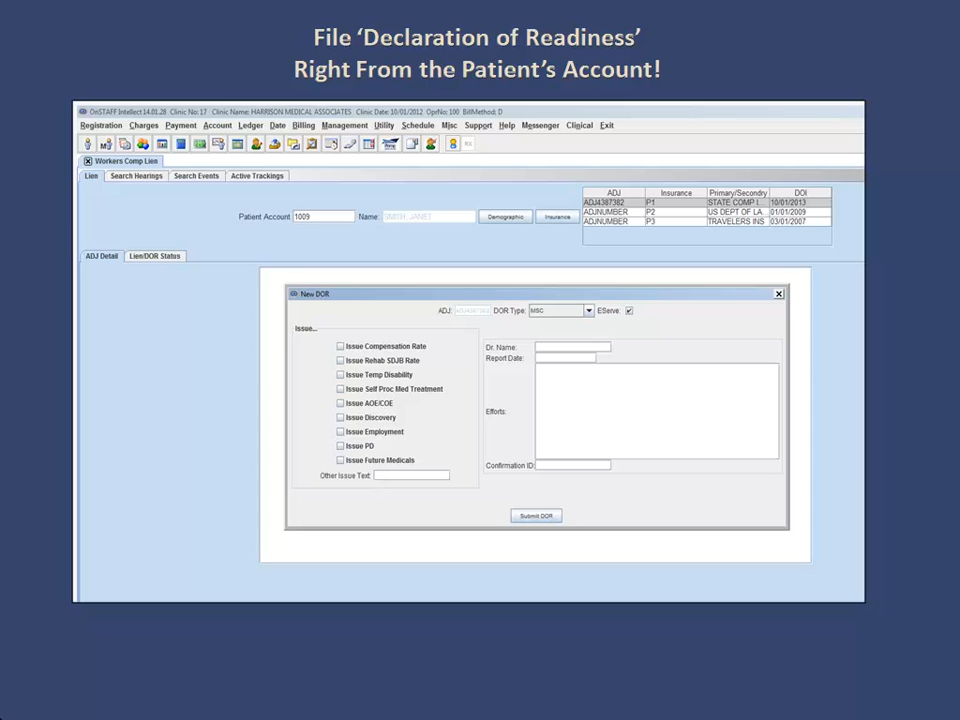 File ‘Declaration of Readiness’
Right From the Patient’s Account!
OnSTAFF Intellect 14.01.28 Clinic No: 17 Clinic Name: HARRISON MEDICAL ASSOCIATES Clinic Date: 10/01/2012 OprNo: 100 BillMethod: D
Registration Charges Payment Account Ledger Date Billing Management Utility Schedule Misc Support Help Messenger Clinical Exit
Workers Comp Lien
Lien Search Hearings Search Events Active Trackings
ADJ Insurance Primary/Secondry DOI
ADJ4387382 P1 STATE COMP I... 10/01/2013
ADJNUMBER P2 US DEPT OF LA... 01/01/2009
ADJNUMBER P3 TRAVELERS INS 03/01/2007
Patient Account 1009 Name: SMITH, JANET Demographic Insurance
ADJ Detail Lien/DOR Status
New DOR
ADJ: ADJ4387382 DOR Type: MSC EServe:
Issue...
Issue Compensation Rate
Issue Rehab SDJB Rate
Issue Temp Disability
Issue Self Proc Med Treatment
Issue AOE/COE
Issue Discovery
Issue Employment
Issue PD
Issue Future Medicals
Other Issue Text:
Dr. Name:
Report Date:
Efforts:
Confirmation ID:
Submit DOR